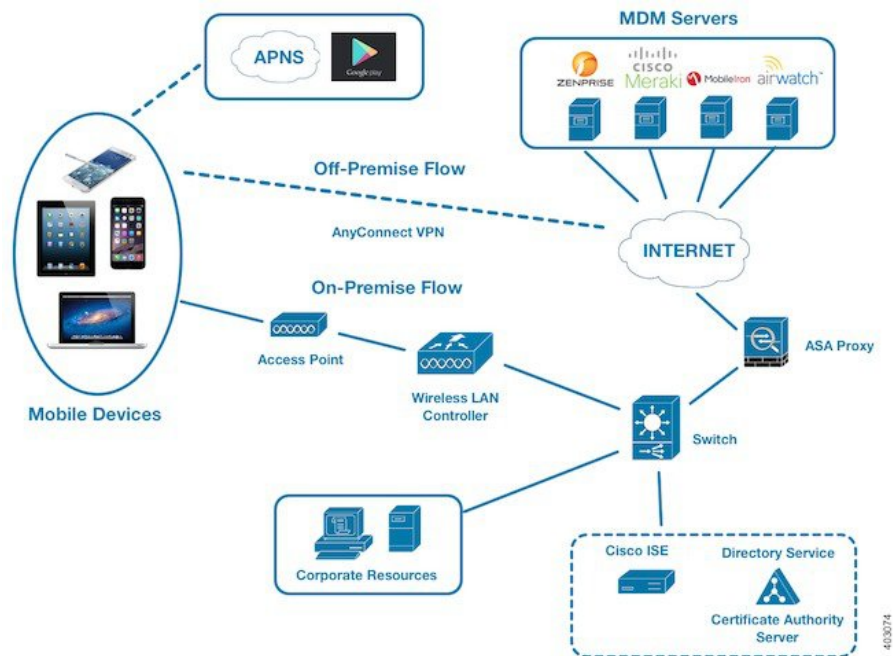 MDM Servers
APNS
Google play
ZENPRISE
CISCO
Meraki
MobileIron
airwatch
Off-Premise Flow
AnyConnect VPN
INTERNET
On-Premise Flow
Access Point
ASA Proxy
Wireless LAN
Controller
Mobile Devices
Switch
Corporate Resources
Cisco ISE
Directory Service
Certificate Authority
Server
403074